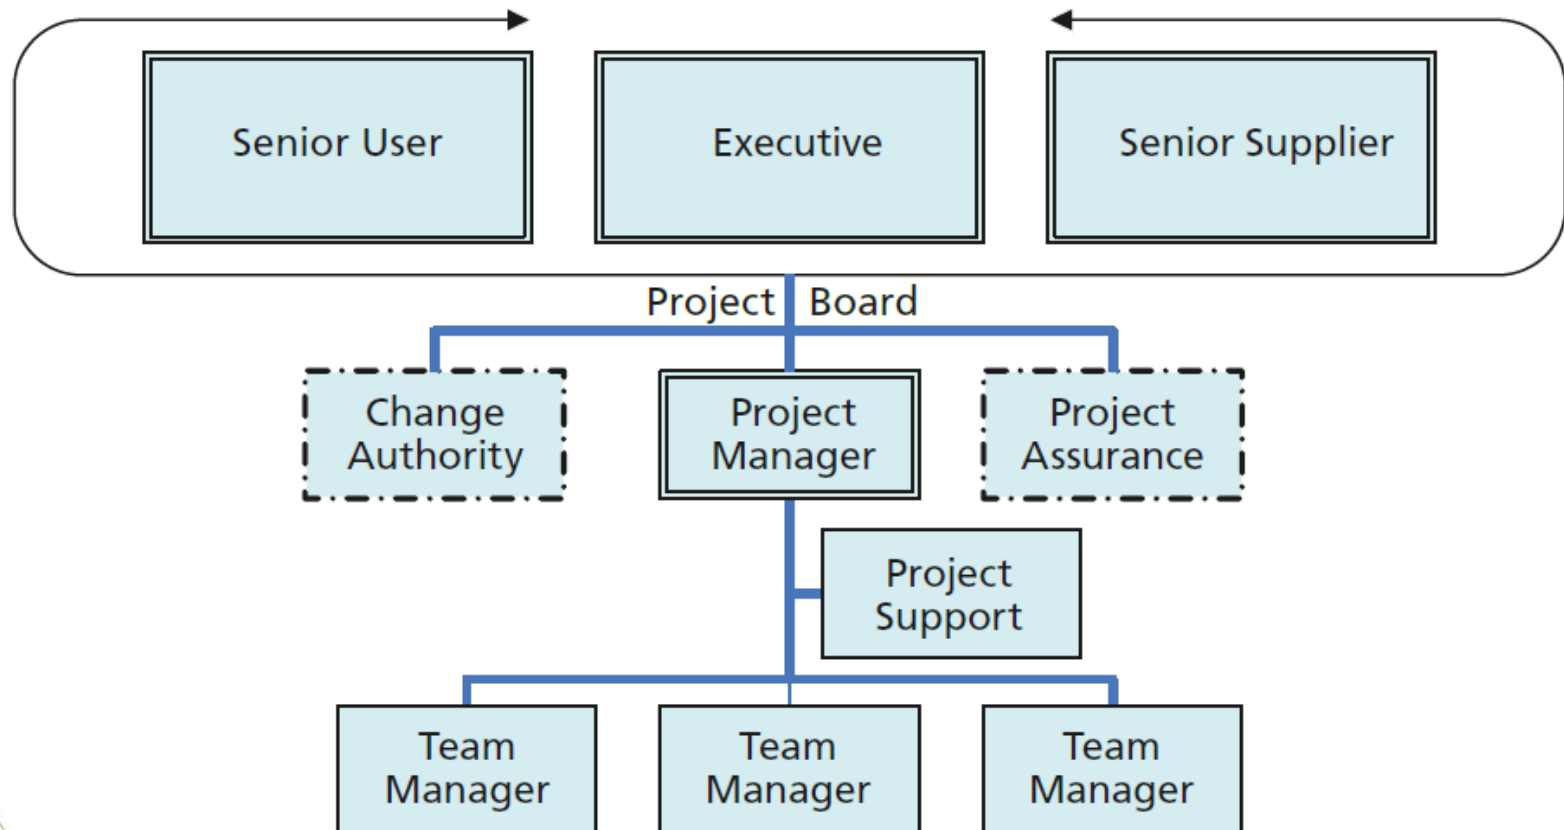 Senior User
Executive
Senior Supplier
Project Board
Change
Authority
Project
Manager
Project
Assurance
Project
Support
Team
Manager
Team
Manager
Team
Manager